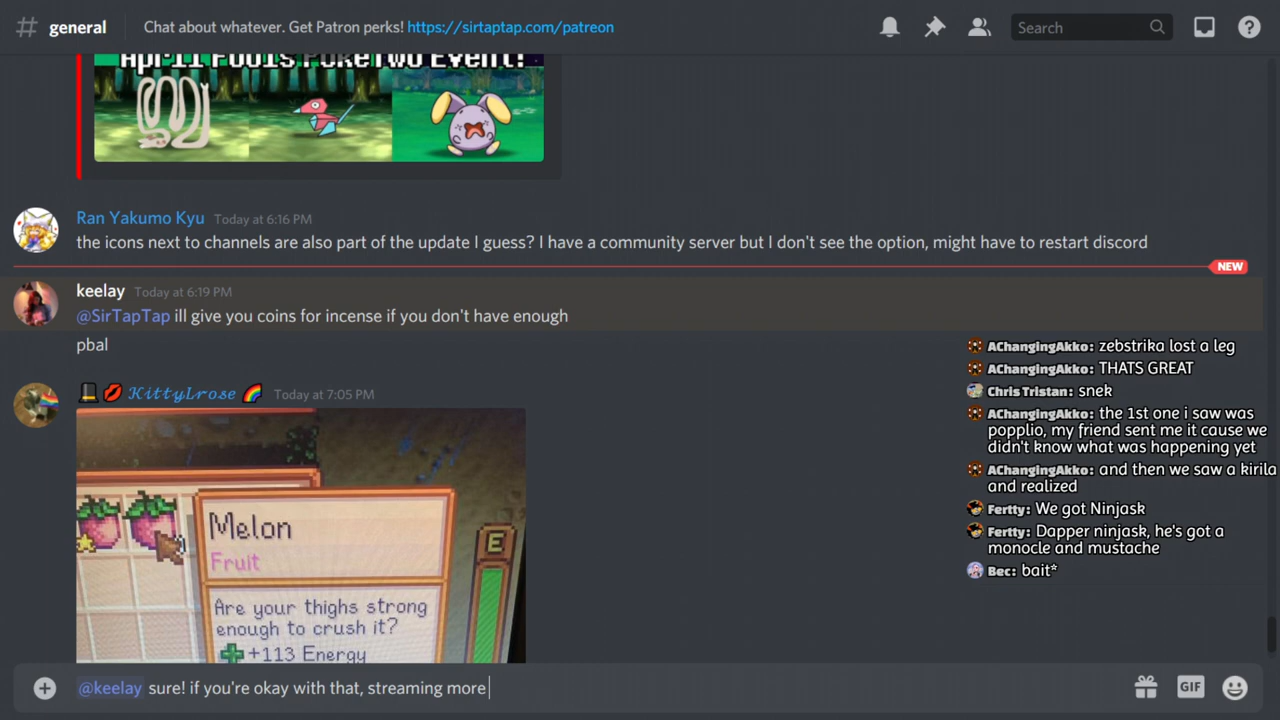 # general
Chat about whatever. Get Patron perks! https://sirtaptap.com/patreon
Search
April Fools PokeTwo Event!
Ran Yakumo Kyu Today at 6:16 PM
the icons next to channels are also part of the update I guess? I have a community server but I don't see the option, might have to restart discord
NEW
keelay Today at 6:19 PM
@SirTapTap ill give you coins for incense if you don't have enough
pbal
𝓚𝓲𝓽𝓽𝔂𝓛𝓻𝓸𝓼𝓮 Today at 7:05 PM
Melon
Fruit
Are your thighs strong
enough to crush it?
+113 Energy
E
AChangingAkko: zebstrika lost a leg
AChangingAkko: THATS GREAT
Chris Tristan: snek
AChangingAkko: the 1st one i saw was
popplio, my friend sent me it cause we
didn't know what was happening yet
AChangingAkko: and then we saw a kirlia
and realized
Fertty: We got Ninjask
Fertty: Dapper ninjask, he's got a
monocle and mustache
Bec: bait*
@keelay sure! if you're okay with that, streaming more
GIF